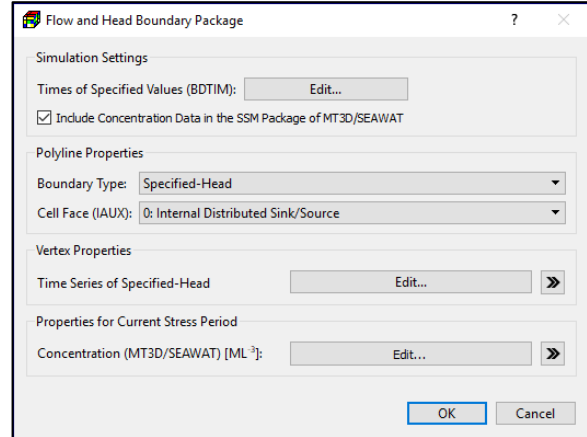 Flow and Head Boundary Package ?
Simulation Settings
Times of Specified Values (BDTIM): Edit...
Include Concentration Data in the SSM Package of MT3D/SEAWAT
Polyline Properties
Boundary Type: Specified-Head
Cell Face (IAUX): 0: Internal Distributed Sink/Source
Vertex Properties
Time Series of Specified-Head Edit...
Properties for Current Stress Period
Concentration (MT3D/SEAWAT) [ML⁻³]: Edit...
OK Cancel